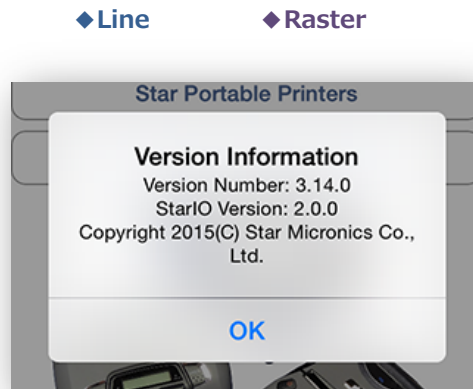 ◆Line ◆Raster
Star Portable Printers
Version Information
Version Number: 3.14.0
StarIO Version: 2.0.0
Copyright 2015(C) Star Micronics Co.,
Ltd.
OK